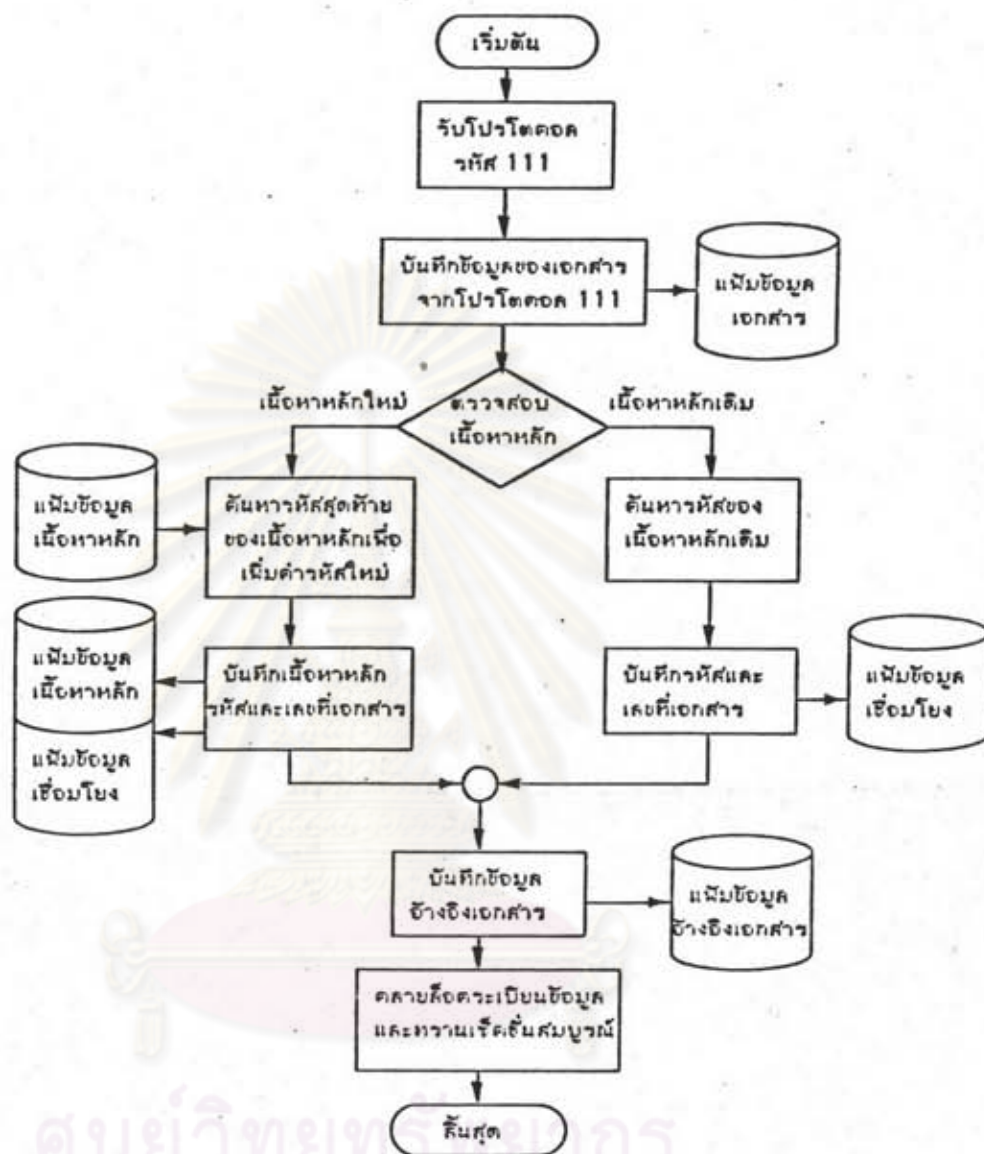 เริ่มต้น
รับโปรโตคอล
รหัส 111
บันทึกข้อมูลของเอกสาร
จากโปรโตคอล 111
แฟ้มข้อมูล
เอกสาร
เนื้อหาหลักใหม่
ตรวจสอบ
เนื้อหาหลัก
เนื้อหาหลักเดิม
แฟ้มข้อมูล
เนื้อหาหลัก
ค้นหารหัสสุดท้าย
ของเนื้อหาหลักเพื่อ
เพิ่มค่ารหัสใหม่
ค้นหารหัสของ
เนื้อหาหลักเดิม
แฟ้มข้อมูล
เนื้อหาหลัก
บันทึกเนื้อหาหลัก
รหัสและเลขที่เอกสาร
บันทึกรหัสและ
เลขที่เอกสาร
แฟ้มข้อมูล
เชื่อมโยง
แฟ้มข้อมูล
เชื่อมโยง
บันทึกข้อมูล
อ้างอิงเอกสาร
แฟ้มข้อมูล
อ้างอิงเอกสาร
คลายล็อคระเบียนข้อมูล
และทรานเซ็คชั่นสมบูรณ์
สิ้นสุด
ศูนย์วิทยทรัพยากร